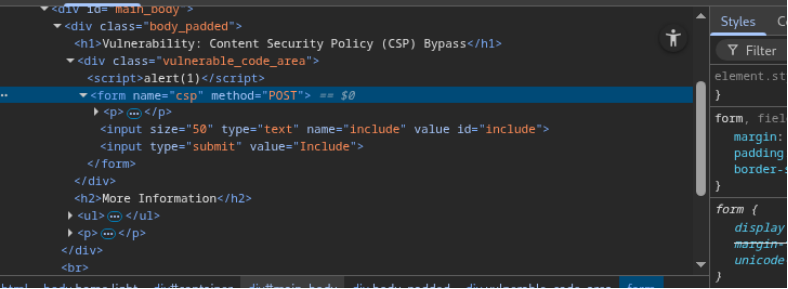 <div id="main_body">
<div class="body_padded">
<h1>Vulnerability: Content Security Policy (CSP) Bypass</h1>
<div class="vulnerable_code_area">
<script>alert(1)</script>
<form name="csp" method="POST"> == $0
<p> … </p>
<input size="50" type="text" name="include" value id="include">
<input type="submit" value="Include">
</form>
</div>
<h2>More Information</h2>
<ul> … </ul>
<p> … </p>
</div>
<br>
html body.home.light div#container div#main_body div.body_padded div.vulnerable_code_area form
Styles
Filter
element.st
}
form, fiel
margin:
padding
border-s
}
form {
display
margin-
unicode-
}